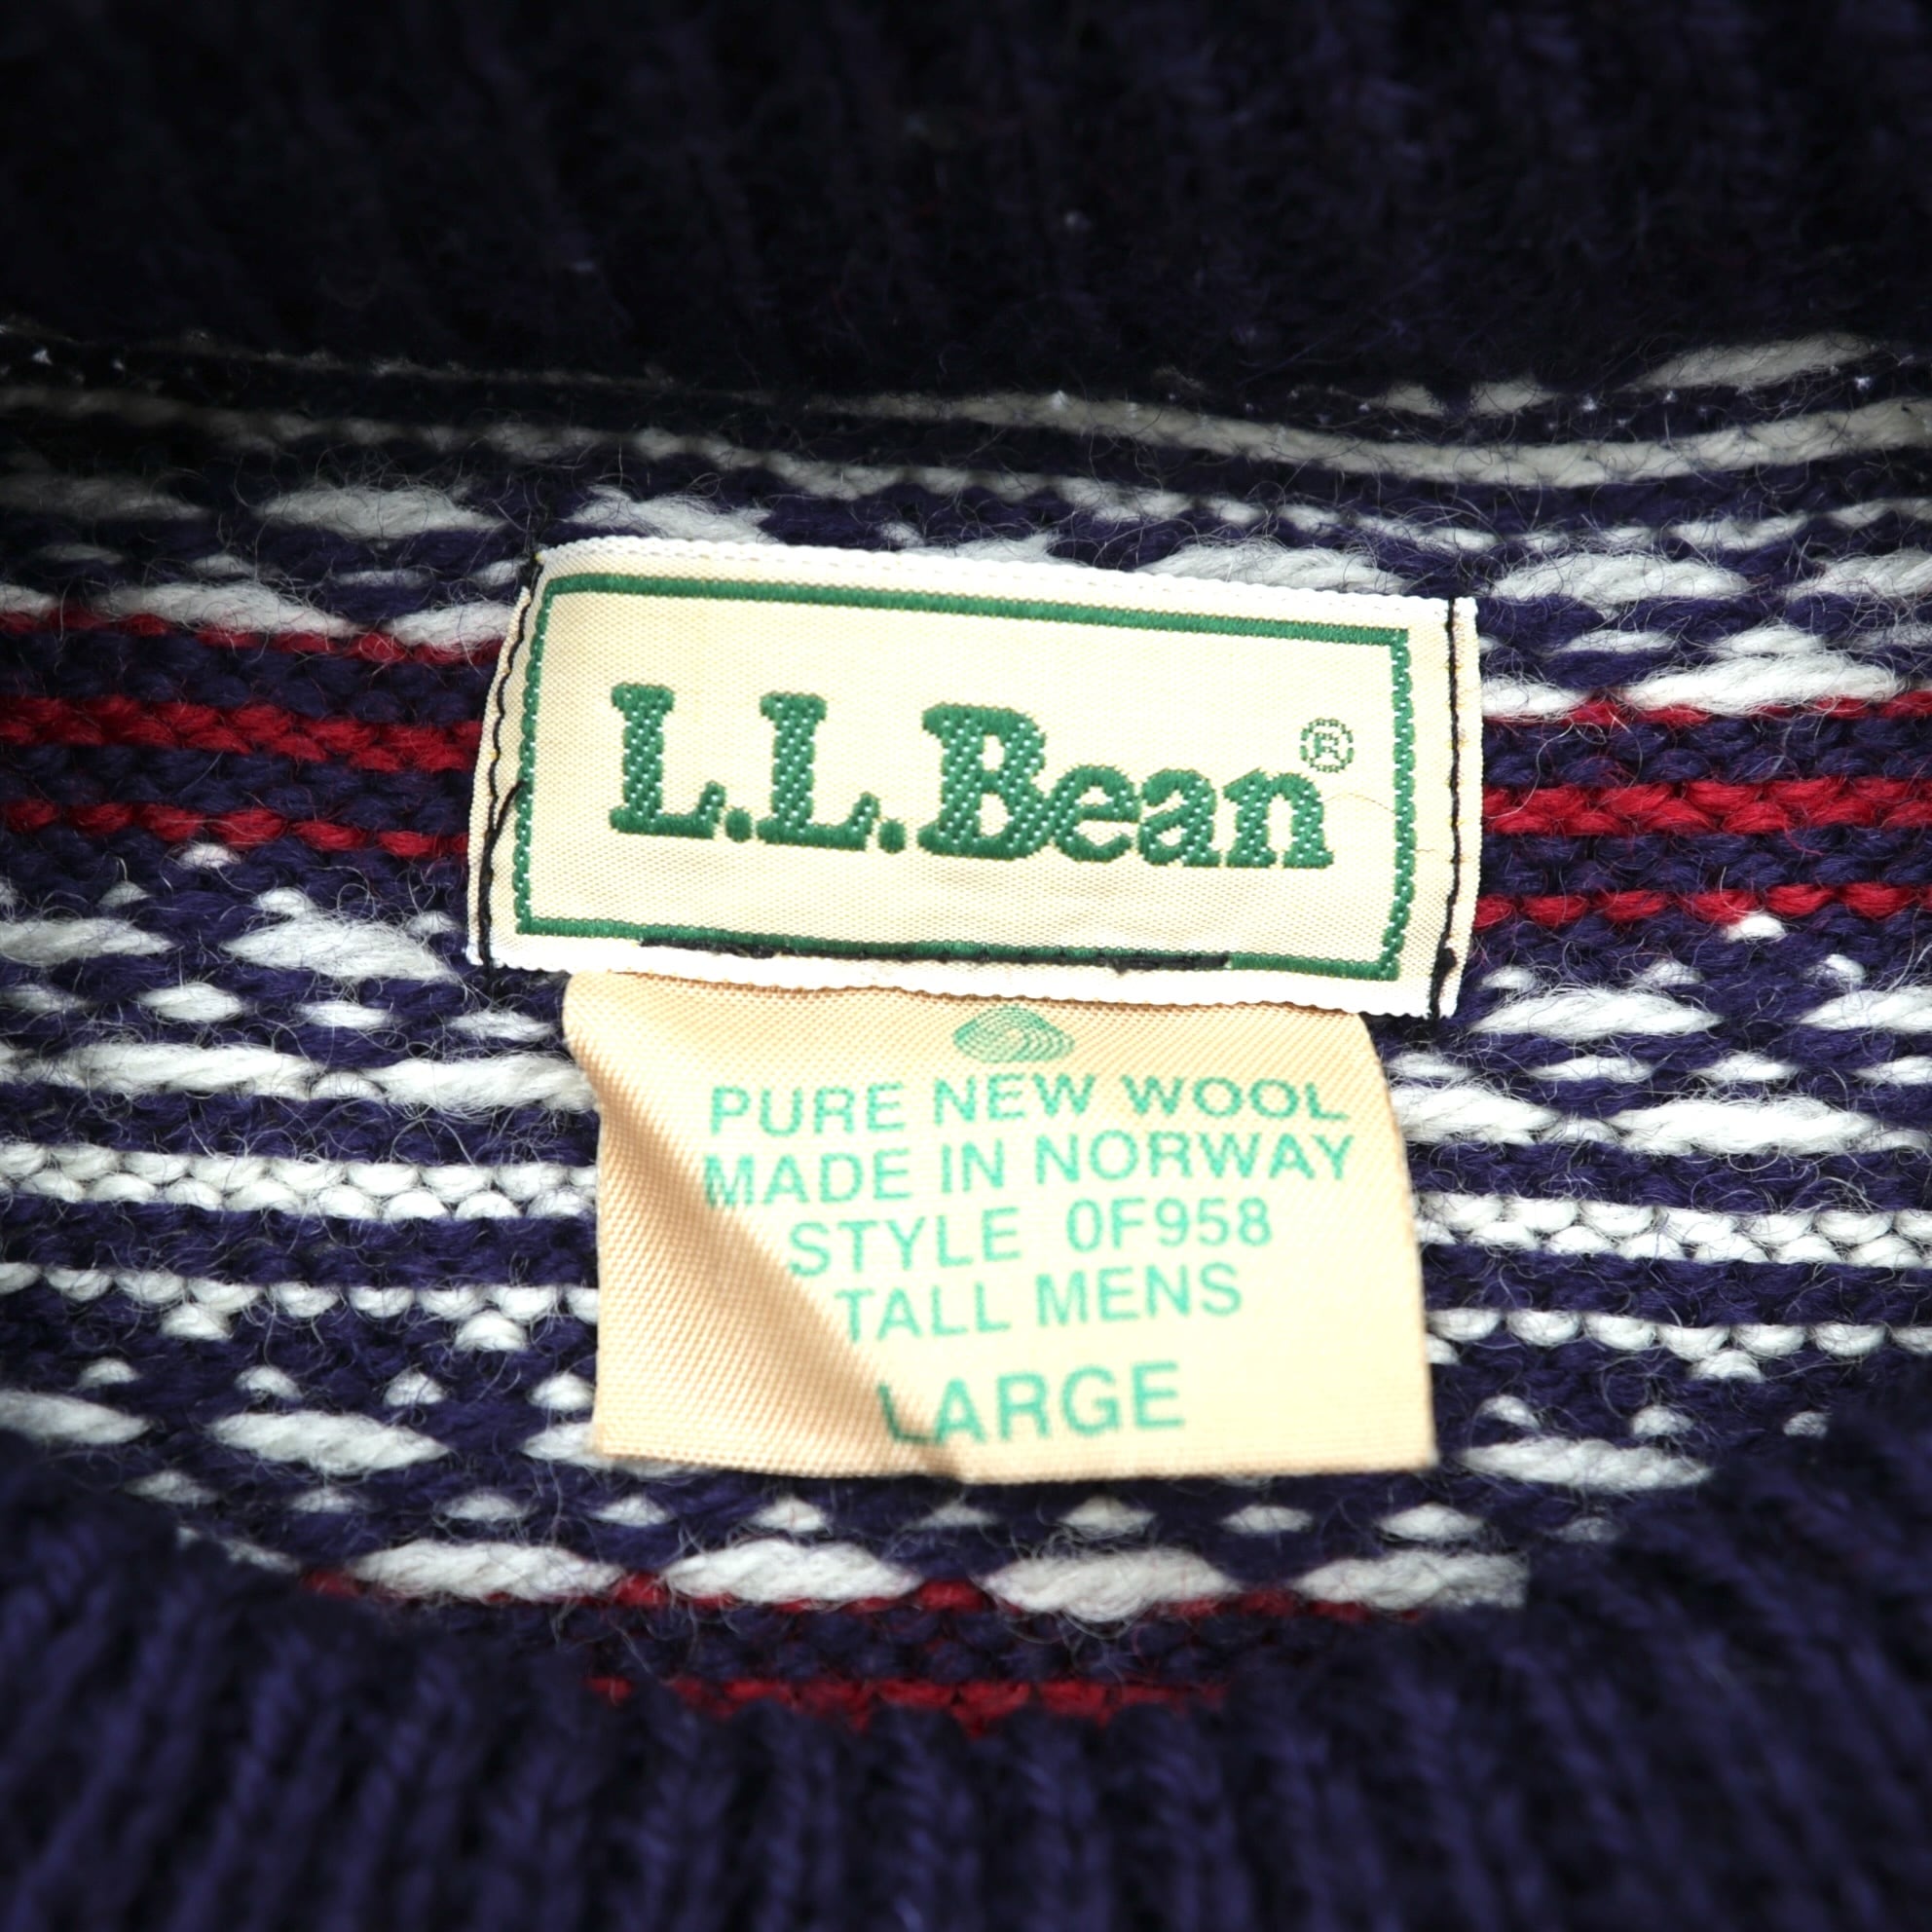 L.L.Bean®
PURE NEW WOOL
MADE IN NORWAY
STYLE 0F958
TALL MENS
LARGE